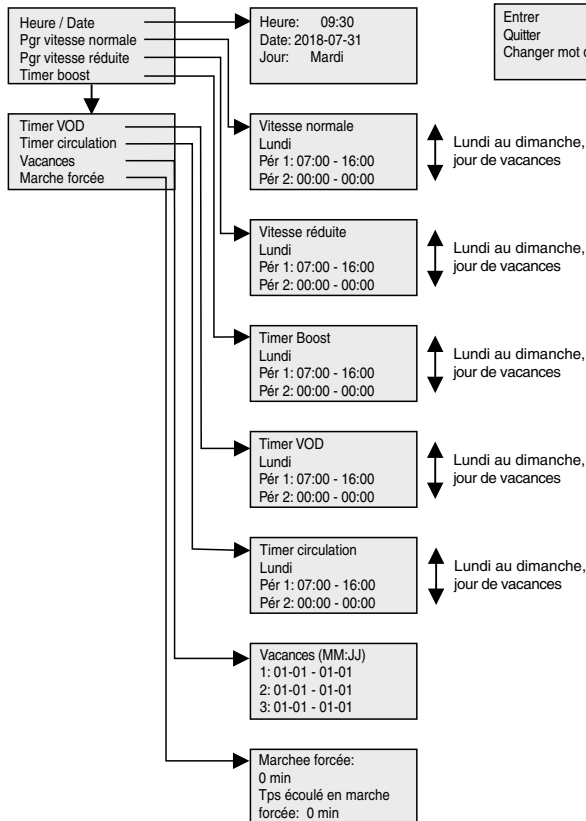 Heure / Date
Pgr vitesse normale
Pgr vitesse réduite
Timer boost
Heure: 09:30
Date: 2018-07-31
Jour: Mardi
Entrer
Quitter
Changer mot
Timer VOD
Timer circulation
Vacances
Marche forcée
Vitesse normale
Lundi
Pér 1: 07:00 - 16:00
Pér 2: 00:00 - 00:00
Lundi au dimanche,
jour de vacances
Vitesse réduite
Lundi
Pér 1: 07:00 - 16:00
Pér 2: 00:00 - 00:00
Lundi au dimanche,
jour de vacances
Timer Boost
Lundi
Pér 1: 07:00 - 16:00
Pér 2: 00:00 - 00:00
Lundi au dimanche,
jour de vacances
Timer VOD
Lundi
Pér 1: 07:00 - 16:00
Pér 2: 00:00 - 00:00
Lundi au dimanche,
jour de vacances
Timer circulation
Lundi
Pér 1: 07:00 - 16:00
Pér 2: 00:00 - 00:00
Lundi au dimanche,
jour de vacances
Vacances (MM:JJ)
1: 01-01 - 01-01
2: 01-01 - 01-01
3: 01-01 - 01-01
Marchee forcée:
0 min
Tps écoulé en marche
forcée: 0 min